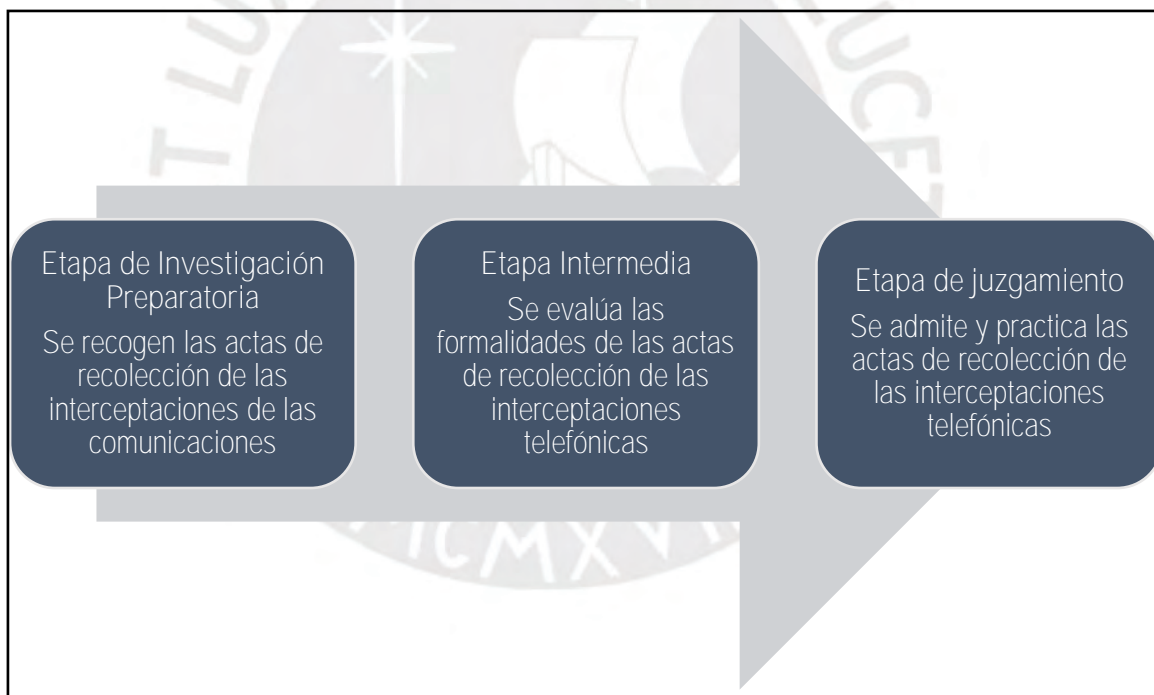 Etapa de Investigación
Preparatoria
Se recogen las actas de
recolección de las
interceptaciones de las
comunicaciones
Etapa Intermedia
Se evalúa las
formalidades de las actas
de recolección de las
interceptaciones
telefónicas
Etapa de juzgamiento
Se admite y practica las
actas de recolección de
las interceptaciones
telefónicas